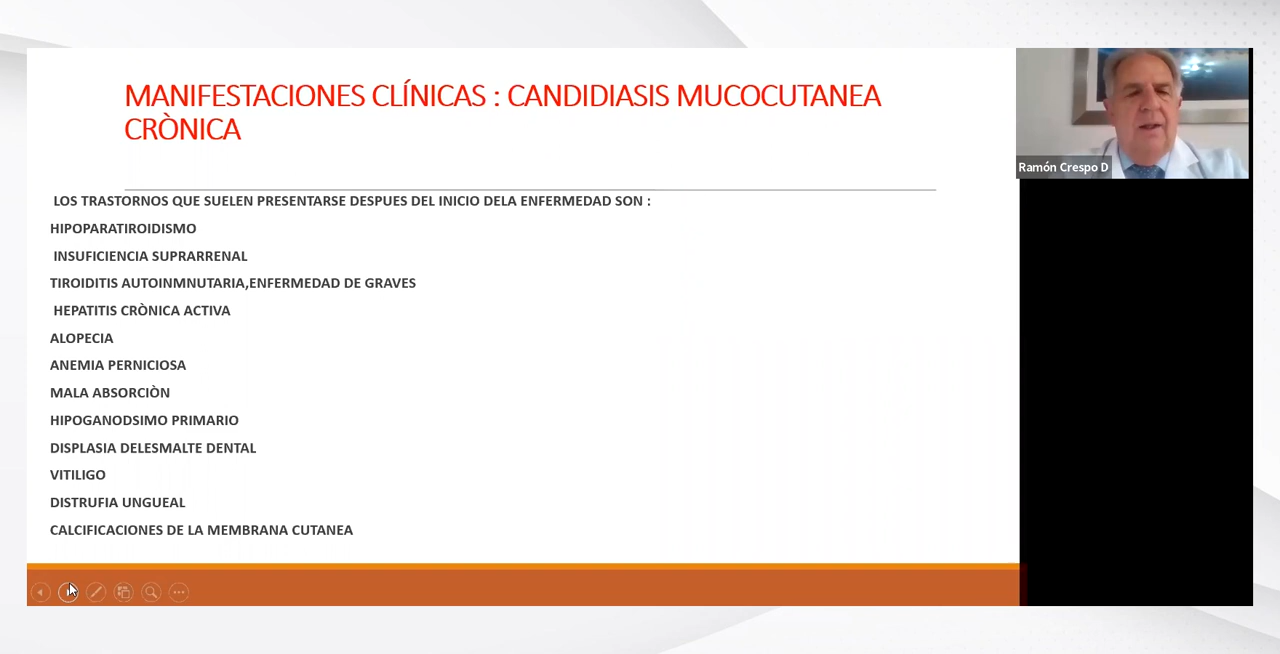 MANIFESTACIONES CLÍNICAS : CANDIDIASIS MUCOCUTANEA
CRÒNICA
LOS TRASTORNOS QUE SUELEN PRESENTARSE DESPUES DEL INICIO DELA ENFERMEDAD SON :
HIPOPARATIROIDISMO
INSUFICIENCIA SUPRARRENAL
TIROIDITIS AUTOINMNUTARIA,ENFERMEDAD DE GRAVES
HEPATITIS CRÒNICA ACTIVA
ALOPECIA
ANEMIA PERNICIOSA
MALA ABSORCIÒN
HIPOGANODSIMO PRIMARIO
DISPLASIA DELESMALTE DENTAL
VITILIGO
DISTRUFIA UNGUEAL
CALCIFICACIONES DE LA MEMBRANA CUTANEA
Ramón Crespo D